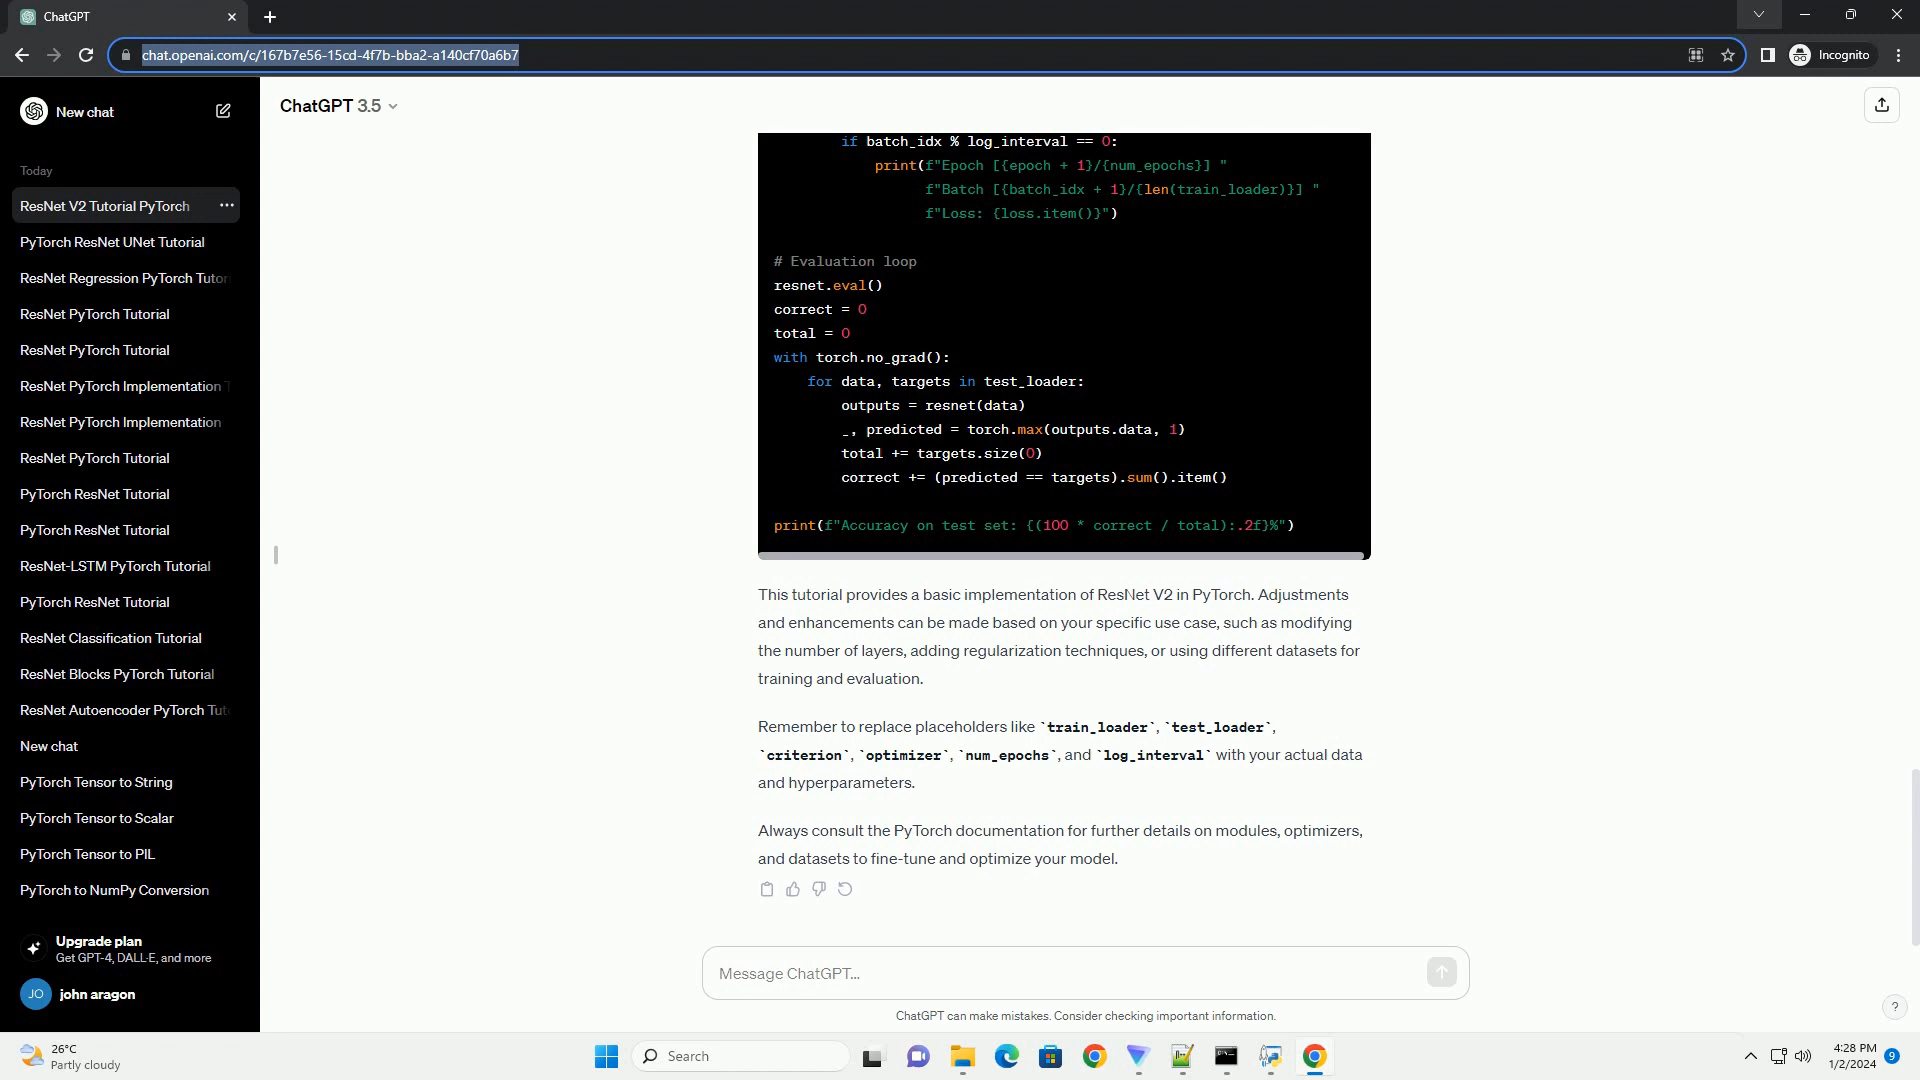 ChatGPT
chat.openai.com/c/167b7e56-15cd-4f7b-bba2-a140cf70a6b7
Incognito
New chat
Today
ResNet V2 Tutorial PyTorch
PyTorch ResNet UNet Tutorial
ResNet Regression PyTorch Tutor
ResNet PyTorch Tutorial
ResNet PyTorch Tutorial
ResNet PyTorch Implementation T
ResNet PyTorch Implementation
ResNet PyTorch Tutorial
PyTorch ResNet Tutorial
PyTorch ResNet Tutorial
ResNet-LSTM PyTorch Tutorial
PyTorch ResNet Tutorial
ResNet Classification Tutorial
ResNet Blocks PyTorch Tutorial
ResNet Autoencoder PyTorch Tut
New chat
PyTorch Tensor to String
PyTorch Tensor to Scalar
PyTorch Tensor to PIL
PyTorch to NumPy Conversion
Upgrade plan
Get GPT-4, DALL·E, and more
JO john aragon
ChatGPT 3.5
if batch_idx % log_interval == 0:
print(f"Epoch [{epoch + 1}/{num_epochs}] "
f"Batch [{batch_idx + 1}/{len(train_loader)}] "
f"Loss: {loss.item()}")
# Evaluation loop
resnet.eval()
correct = 0
total = 0
with torch.no_grad():
for data, targets in test_loader:
outputs = resnet(data)
_, predicted = torch.max(outputs.data, 1)
total += targets.size(0)
correct += (predicted == targets).sum().item()
print(f"Accuracy on test set: {(100 * correct / total):.2f}%")
This tutorial provides a basic implementation of ResNet V2 in PyTorch. Adjustments
and enhancements can be made based on your specific use case, such as modifying
the number of layers, adding regularization techniques, or using different datasets for
training and evaluation.
Remember to replace placeholders like `train_loader`, `test_loader`,
`criterion`, `optimizer`, `num_epochs`, and `log_interval` with your actual data
and hyperparameters.
Always consult the PyTorch documentation for further details on modules, optimizers,
and datasets to fine-tune and optimize your model.
Message ChatGPT...
ChatGPT can make mistakes. Consider checking important information.
?
26°C
Partly cloudy
Search
4:28 PM
1/2/2024
9